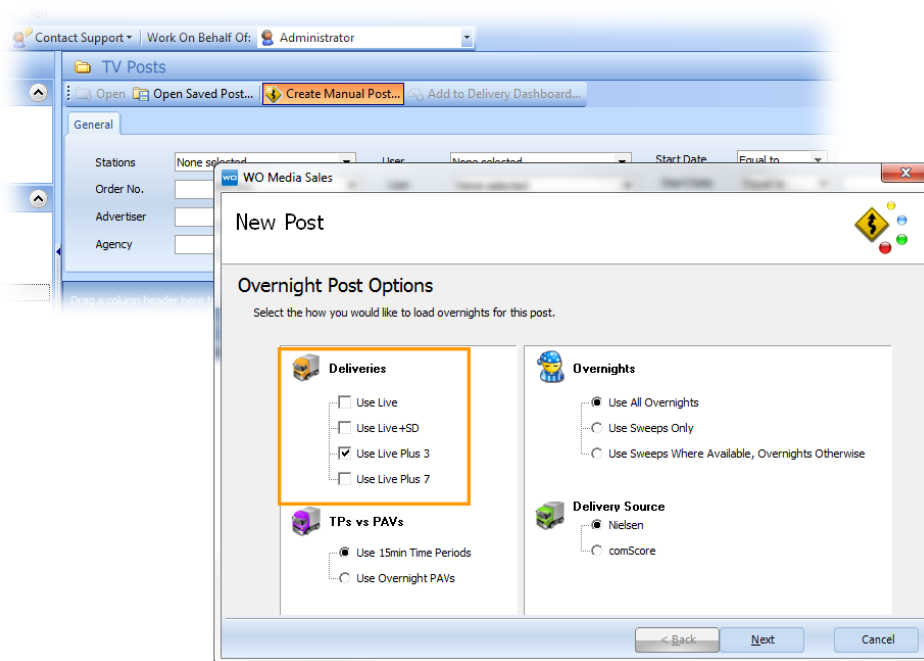 Contact Support Work On Behalf Of: Administrator
TV Posts
Open Open Saved Post... Create Manual Post... Add to Delivery Dashboard...
General
Stations None selected User None selected Start Date Equal to
Order No.
Advertiser
Agency
Drag a column header here
WO WO Media Sales
New Post
Overnight Post Options
Select the how you would like to load overnights for this post.
Deliveries
Use Live
Use Live+SD
Use Live Plus 3
Use Live Plus 7
TPs vs PAVs
Use 15min Time Periods
Use Overnight PAVs
Overnights
Use All Overnights
Use Sweeps Only
Use Sweeps Where Available, Overnights Otherwise
Delivery Source
Nielsen
comScore
< Back Next Cancel